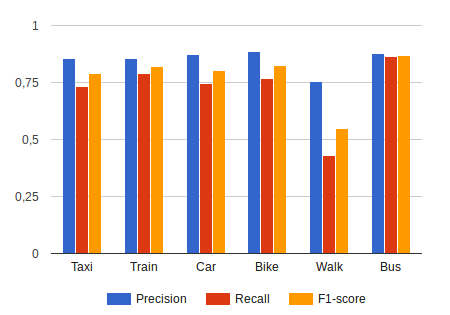 1
0,75
0,5
0,25
0
Taxi Train Car Bike Walk Bus
Precision Recall F1-score